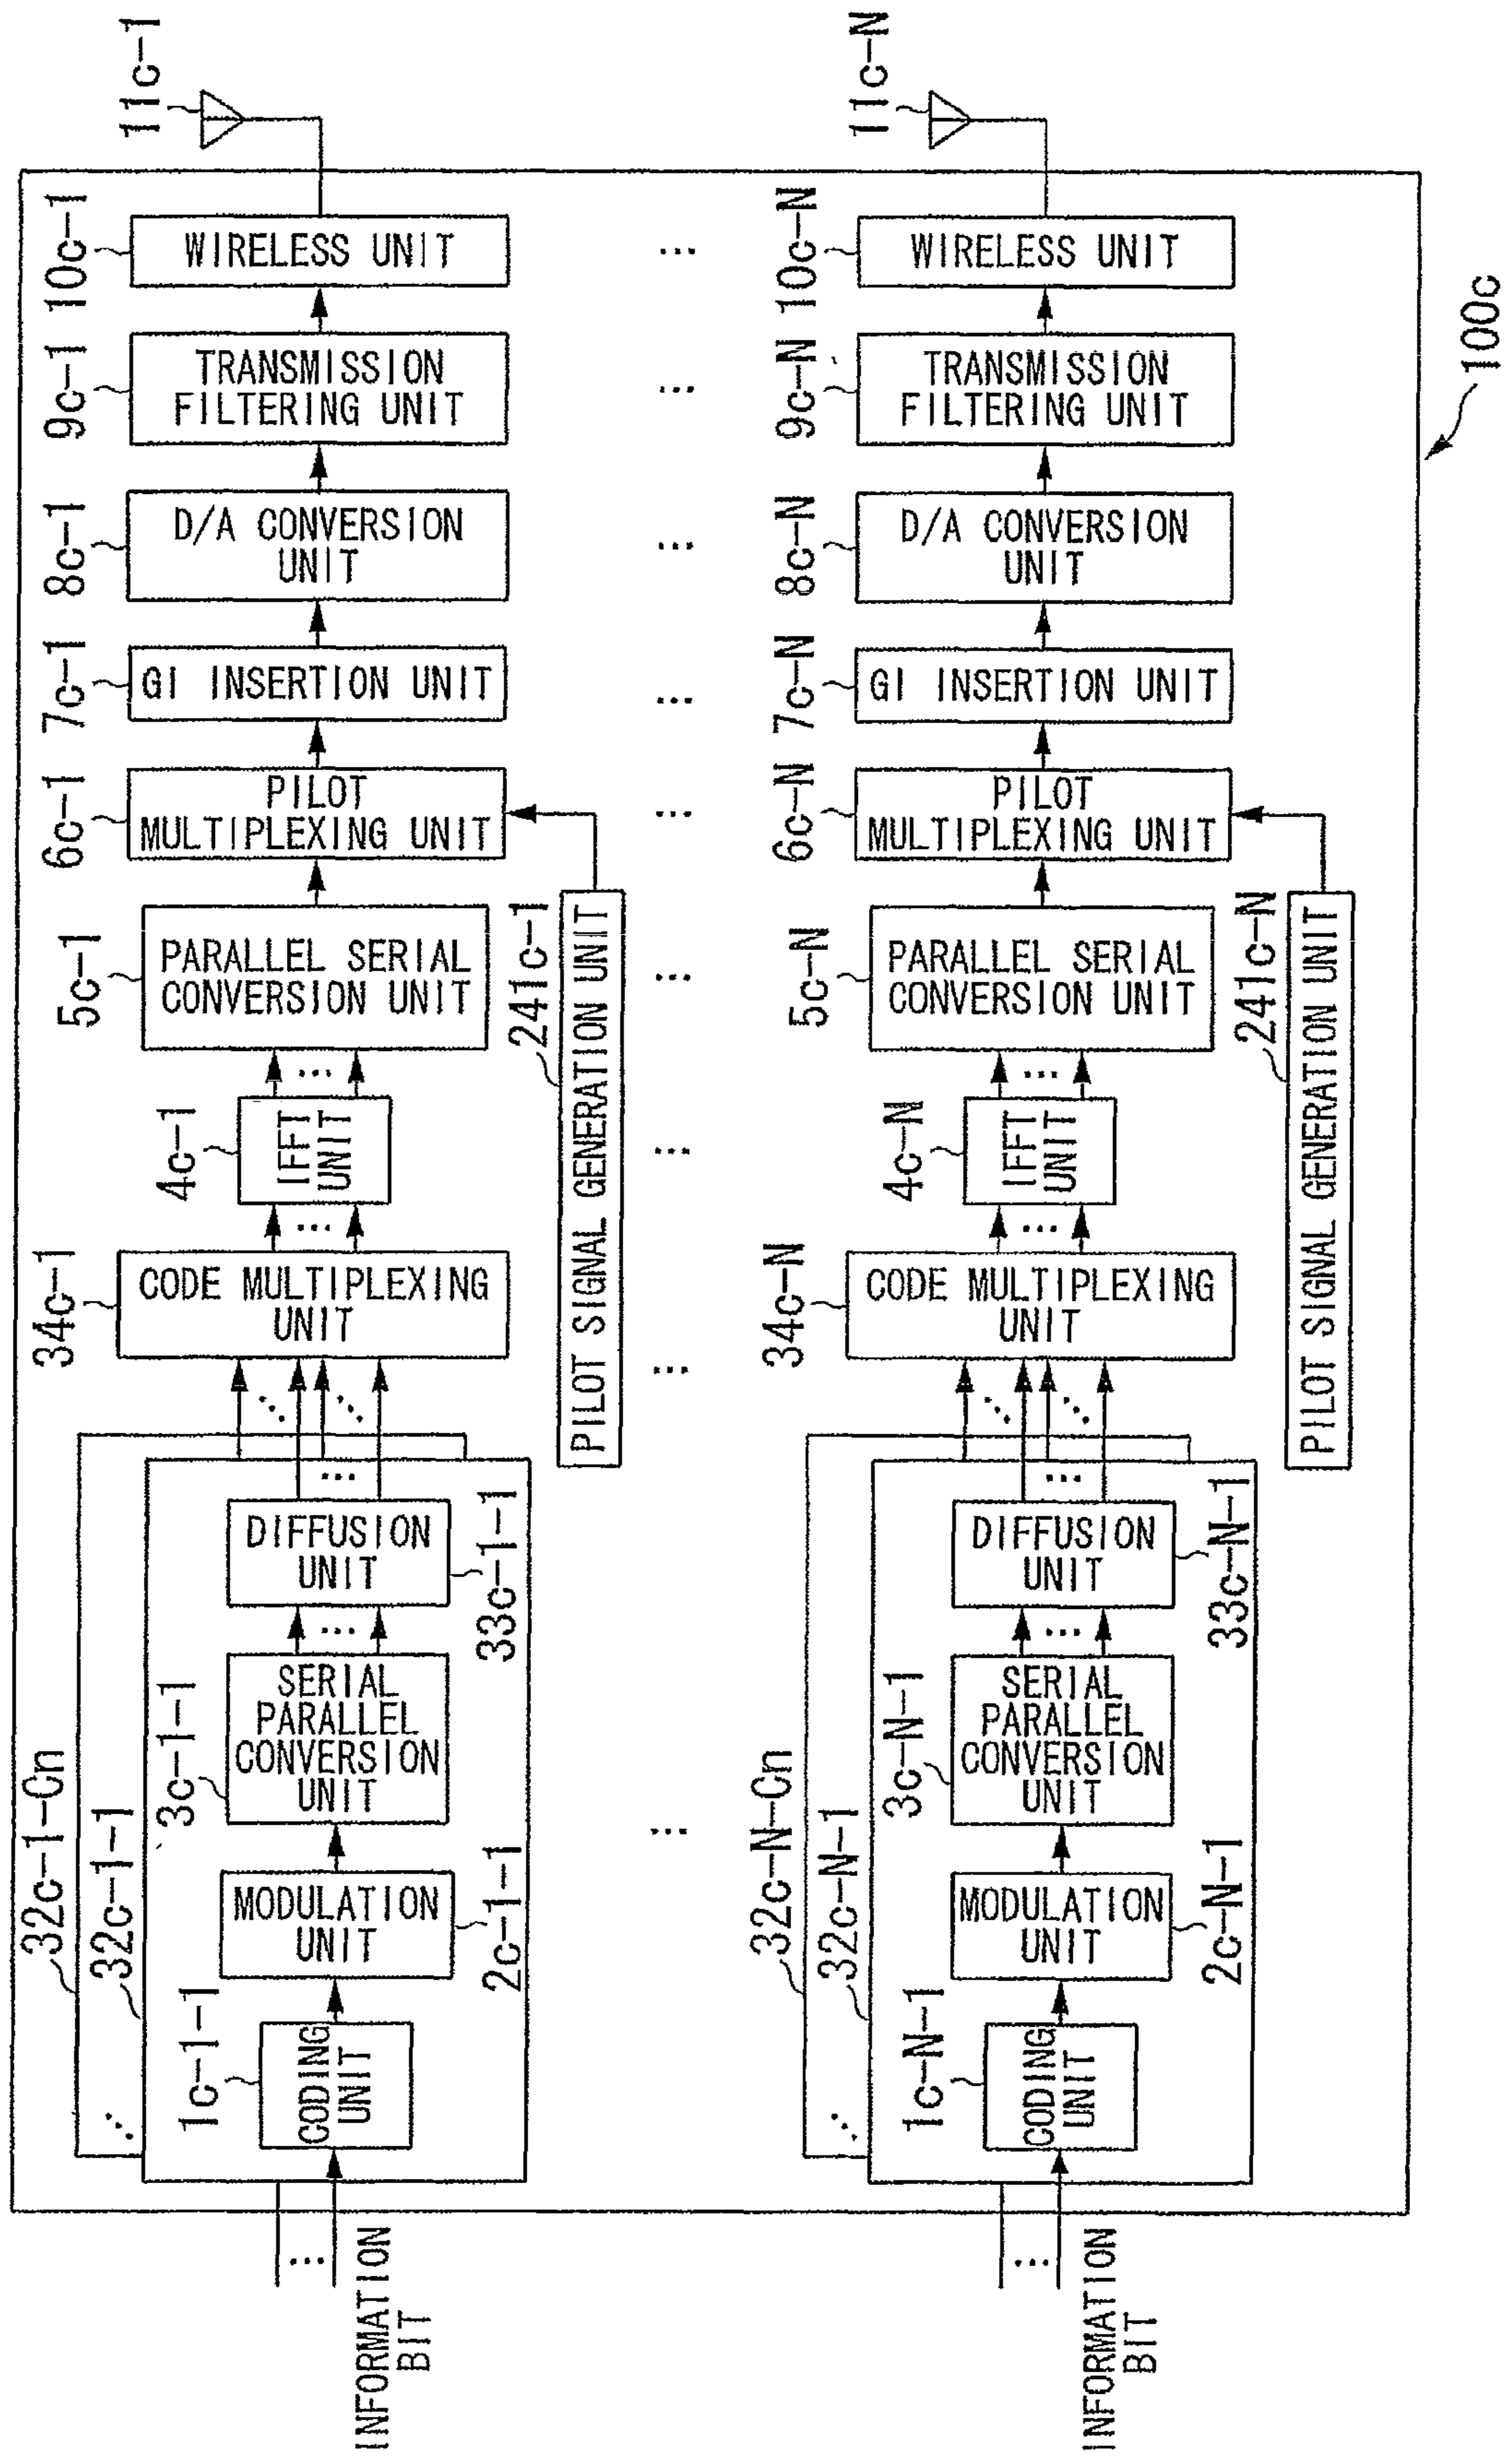 32c-1-Cn
32c-1-1
1c-1-1
CODING
UNIT
2c-1-1
MODULATION
UNIT
3c-1-1
SERIAL
PARALLEL
CONVERSION
UNIT
33c-1-1
DIFFUSION
UNIT
34c-1
CODE MULTIPLEXING
UNIT
4c-1
IFFT
UNIT
5c-1
PARALLEL SERIAL
CONVERSION UNIT
6c-1
PILOT
MULTIPLEXING UNIT
7c-1
GI INSERTION UNIT
8c-1
D/A CONVERSION
UNIT
9c-1
TRANSMISSION
FILTERING UNIT
10c-1
WIRELESS UNIT
11c-1
INFORMATION
BIT
241c-1
PILOT SIGNAL GENERATION UNIT
32c-N-Cn
32c-N-1
1c-N-1
CODING
UNIT
2c-N-1
MODULATION
UNIT
3c-N-1
SERIAL
PARALLEL
CONVERSION
UNIT
33c-N-1
DIFFUSION
UNIT
34c-N
CODE MULTIPLEXING
UNIT
4c-N
IFFT
UNIT
5c-N
PARALLEL SERIAL
CONVERSION UNIT
6c-N
PILOT
MULTIPLEXING UNIT
7c-N
GI INSERTION UNIT
8c-N
D/A CONVERSION
UNIT
9c-N
TRANSMISSION
FILTERING UNIT
10c-N
WIRELESS UNIT
11c-N
INFORMATION
BIT
241c-N
PILOT SIGNAL GENERATION UNIT
100c